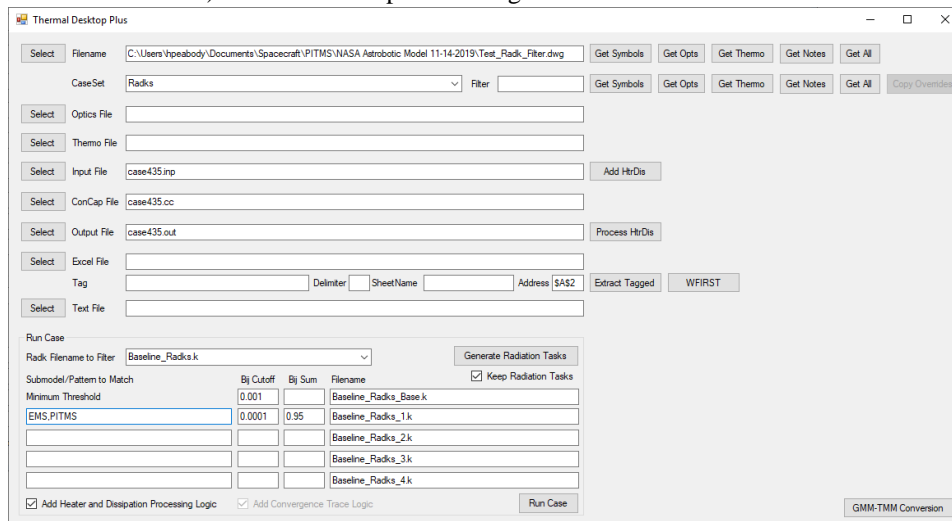 Thermal Desktop Plus
Select Filename C:\Users\hpeabody\Documents\Spacecraft\PITMS\NASA Astrobotic Model 11-14-2019\Test_Radk_Filter.dwg Get Symbols Get Opts Get Thermo Get Notes Get All
CaseSet Radks Filter Get Symbols Get Opts Get Thermo Get Notes Get All Copy Overrides
Select Optics File
Select Thermo File
Select Input File case435.inp Add HtrDis
Select ConCap File case435.cc
Select Output File case435.out Process HtrDis
Select Excel File
Tag Delimiter SheetName Address $A$2 Extract Tagged WFIRST
Select Text File
Run Case
Radk Filename to Filter Baseline_Radks.k Generate Radiation Tasks
Submodel/Pattern to Match Bij Cutoff Bij Sum Filename Keep Radiation Tasks
Minimum Threshold 0.001 Baseline_Radks_Base.k
EMS,PITMS 0.0001 0.95 Baseline_Radks_1.k
Baseline_Radks_2.k
Baseline_Radks_3.k
Baseline_Radks_4.k
Add Heater and Dissipation Processing Logic Add Convergence Trace Logic Run Case
GMM-TMM Conversion